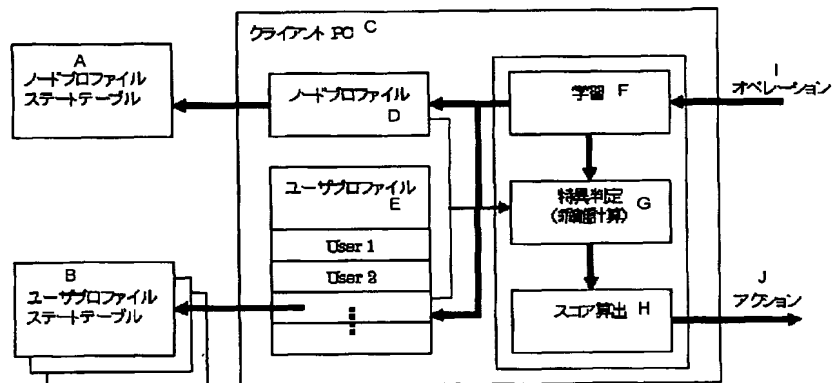 クライアント PC C
A
ノードプロファイル
ステートテーブル
ノードプロファイル
D
学習 F
I
オペレーション
ユーザプロファイル
E
特異判定 G
(乖離計算)
User 1
User 2
B
ユーザプロファイル
ステートテーブル
スコア算出 H
J
アクション